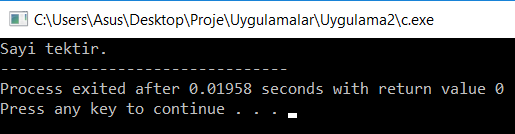 C:\Users\Asus\Desktop\Proje\Uygulamalar\Uygulama2\c.exe
Sayi tektir.
--------------------------------
Process exited after 0.01958 seconds with return value 0
Press any key to continue . . .